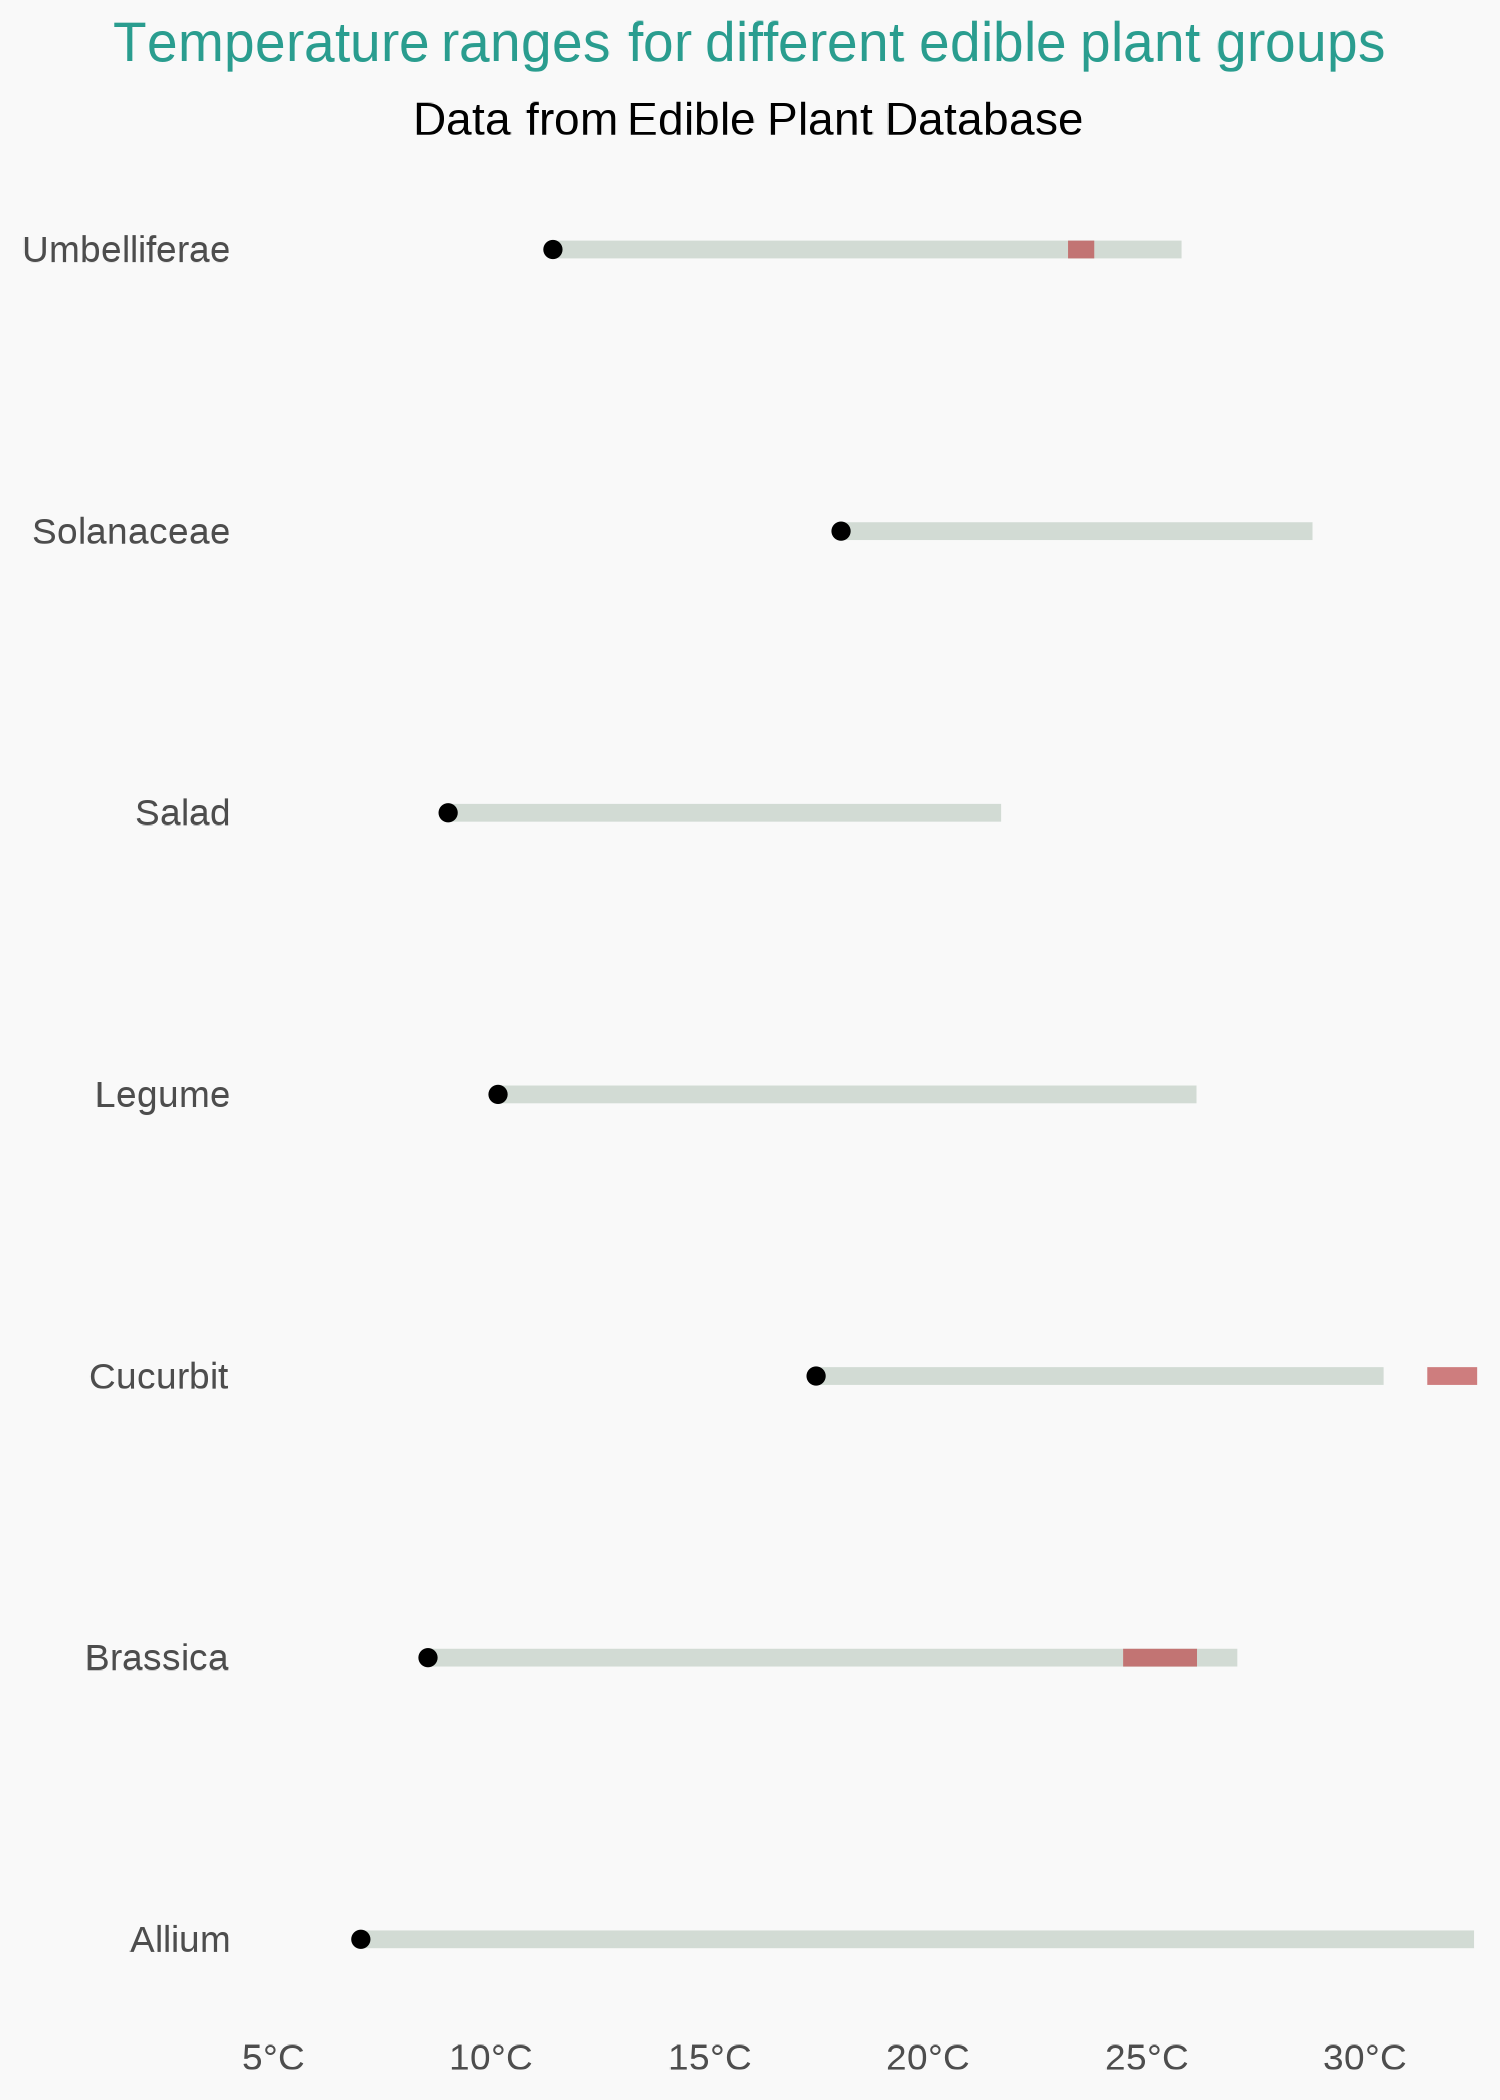 Temperature ranges for different edible plant groups
Data from Edible Plant Database
Umbelliferae
Solanaceae
Salad
Legume
Cucurbit
Brassica
Allium
5°C 10°C 15°C 20°C 25°C 30°C